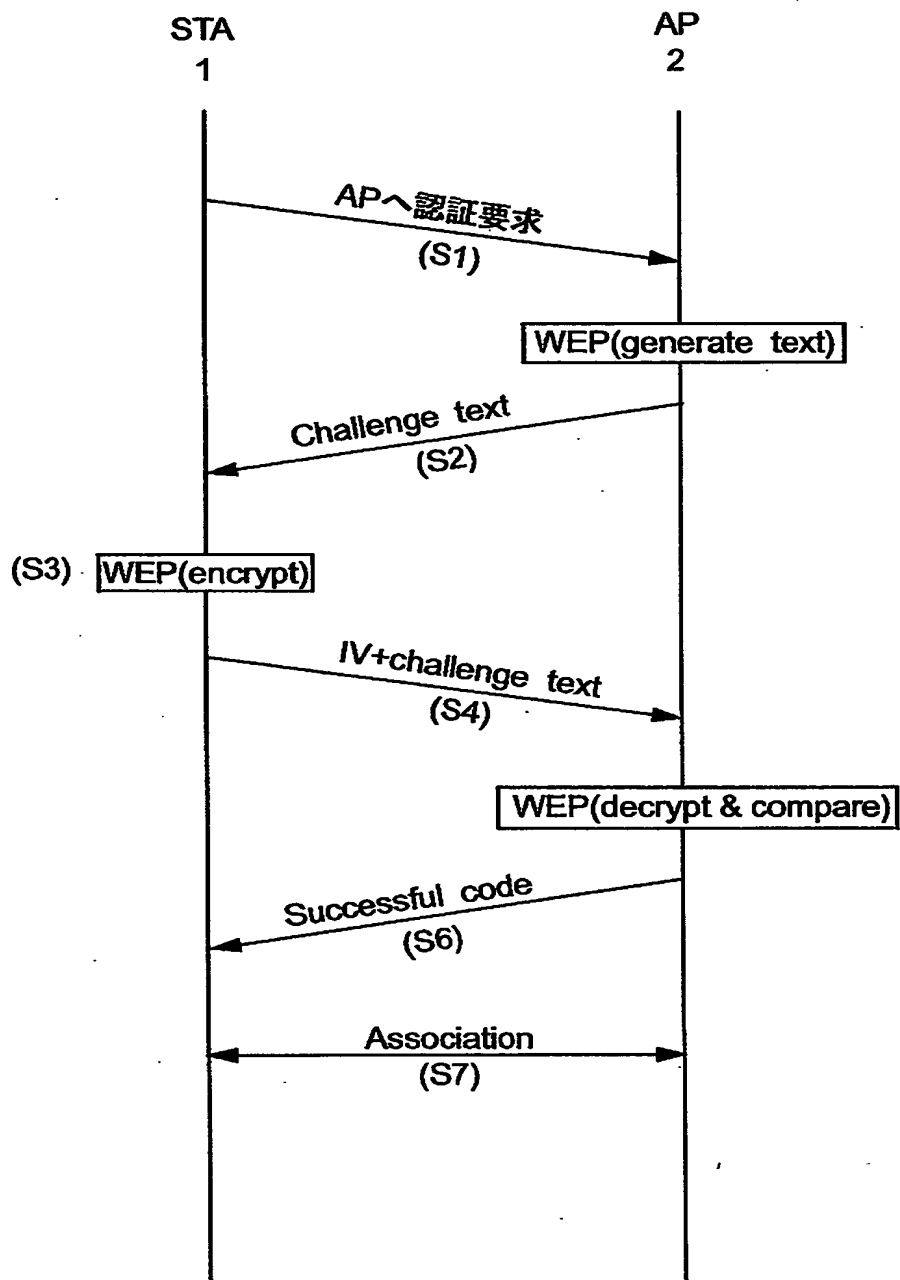 STA
1
AP
2
APへ認証要求
(S1)
WEP(generate text)
Challenge text
(S2)
(S3)
WEP(encrypt)
IV+challenge text
(S4)
WEP(decrypt & compare)
Successful code
(S6)
Association
(S7)